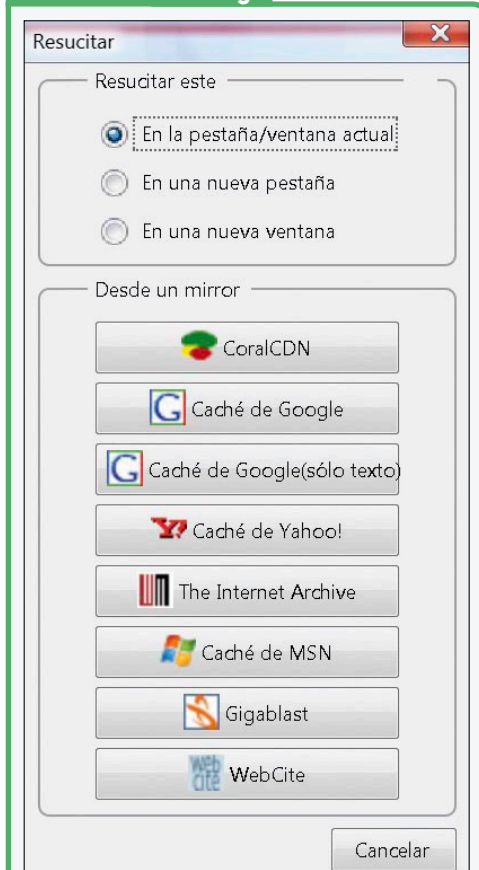 Resucitar
Resucitar este
En la pestaña/ventana actual
En una nueva pestaña
En una nueva ventana
Desde un mirror
CoralCDN
G Caché de Google
G Caché de Google(sólo texto)
Y! Caché de Yahoo!
The Internet Archive
Caché de MSN
Gigablast
Web Cite WebCite
Cancelar